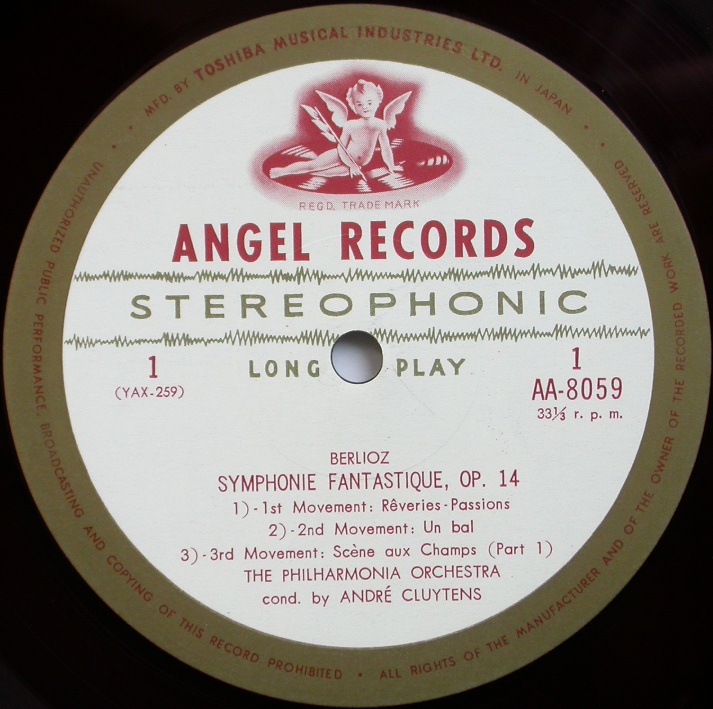 MFD. BY TOSHIBA MUSICAL INDUSTRIES LTD. IN JAPAN
REGD. TRADE MARK
ANGEL RECORDS
STEREOPHONIC
LONG PLAY
1
(YAX-259)
1
AA-8059
33⅓ r. p. m.
BERLIOZ
SYMPHONIE FANTASTIQUE, OP. 14
1)-1st Movement: Rêveries-Passions
2)-2nd Movement: Un bal
3)-3rd Movement: Scène aux Champs (Part 1)
THE PHILHARMONIA ORCHESTRA
cond. by ANDRÉ CLUYTENS
UNAUTHORIZED PUBLIC PERFORMANCE, BROADCASTING AND COPYING OF THIS RECORD PROHIBITED • ALL RIGHTS OF THE MANUFACTURER AND OF THE OWNER OF THE RECORDED WORK ARE RESERVED